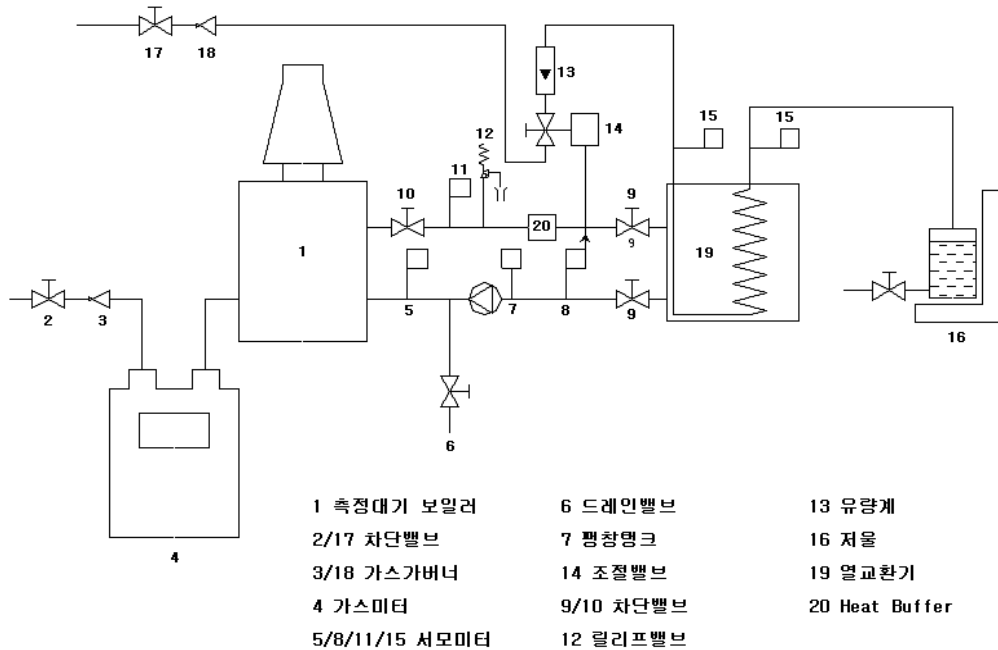 17
18
13
15
15
14
12
11
10
9
9
20
1
19
5
7
8
9
2
3
16
6
4
1 측정대기 보일러
2/17 차단밸브
3/18 가스가버너
4 가스미터
5/8/11/15 서모미터
6 드레인밸브
7 팽창탱크
14 조절밸브
9/10 차단밸브
12 릴리프밸브
13 유량계
16 저울
19 열교환기
20 Heat Buffer